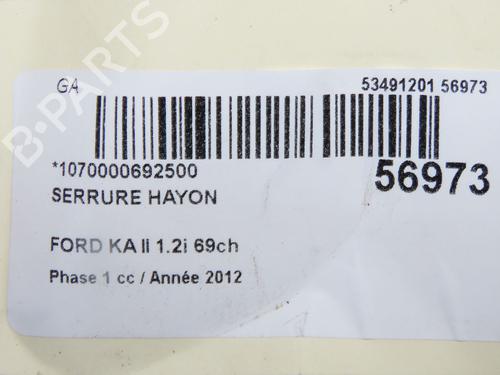 GA
53491201 56973
*1070000692500
56973
SERRURE HAYON
FORD KA II 1.2i 69ch
Phase 1 cc / Année 2012
B-PARTS